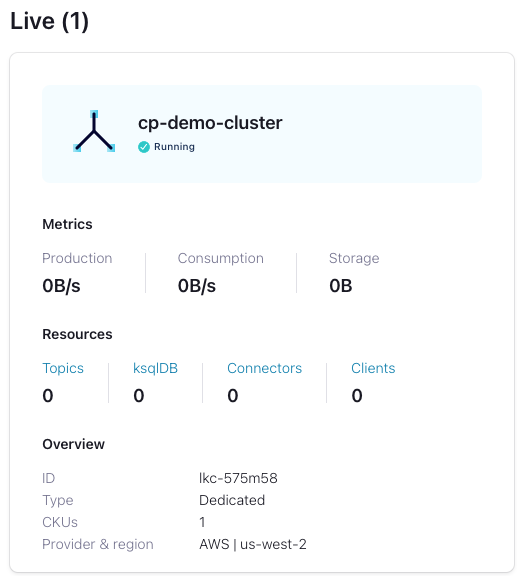 Live (1)
cp-demo-cluster
Running
Metrics
Production Consumption Storage
0B/s 0B/s 0B
Resources
Topics ksqlDB Connectors Clients
0 0 0 0
Overview
ID lkc-575m58
Type Dedicated
CKUs 1
Provider & region AWS | us-west-2